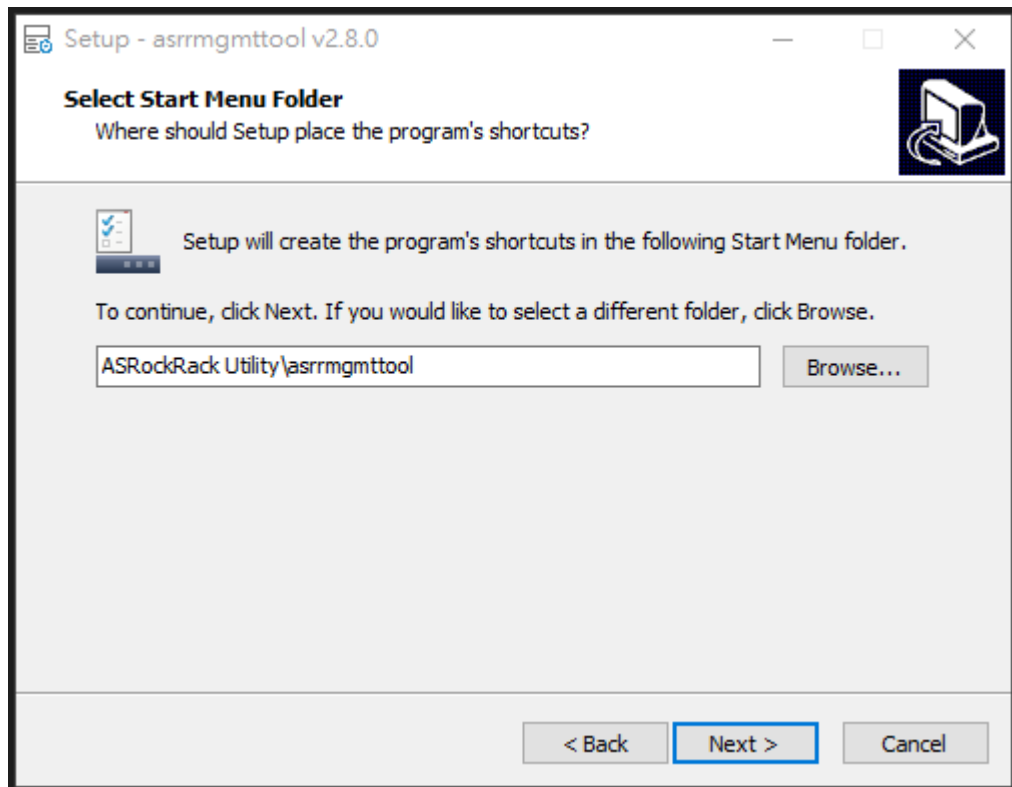 Setup - asrrmgmttool v2.8.0
Select Start Menu Folder
Where should Setup place the program's shortcuts?
Setup will create the program's shortcuts in the following Start Menu folder.
To continue, click Next. If you would like to select a different folder, click Browse.
ASRockRack Utility\asrrmgmttool
Browse...
< Back
Next >
Cancel